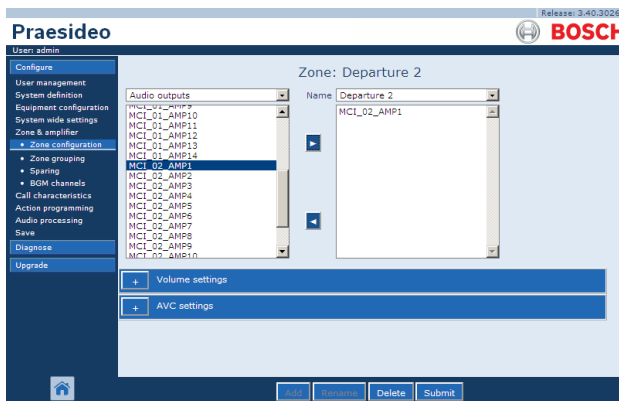 Release: 3.40.3026
Praesideo
BOSCH
User: admin
Configure
User management
System definition
Equipment configuration
System wide settings
Zone & amplifier
• Zone configuration
• Zone grouping
• Sparing
• BGM channels
Call characteristics
Action programming
Audio processing
Save
Diagnose
Upgrade
Zone: Departure 2
Audio outputs
MCI_01_AMP9
MCI_01_AMP10
MCI_01_AMP11
MCI_01_AMP12
MCI_01_AMP13
MCI_01_AMP14
MCI_02_AMP1
MCI_02_AMP2
MCI_02_AMP3
MCI_02_AMP4
MCI_02_AMP5
MCI_02_AMP6
MCI_02_AMP7
MCI_02_AMP8
MCI_02_AMP9
MCI_02_AMP10
Name Departure 2
MCI_02_AMP1
+ Volume settings
+ AVC settings
Add Rename Delete Submit